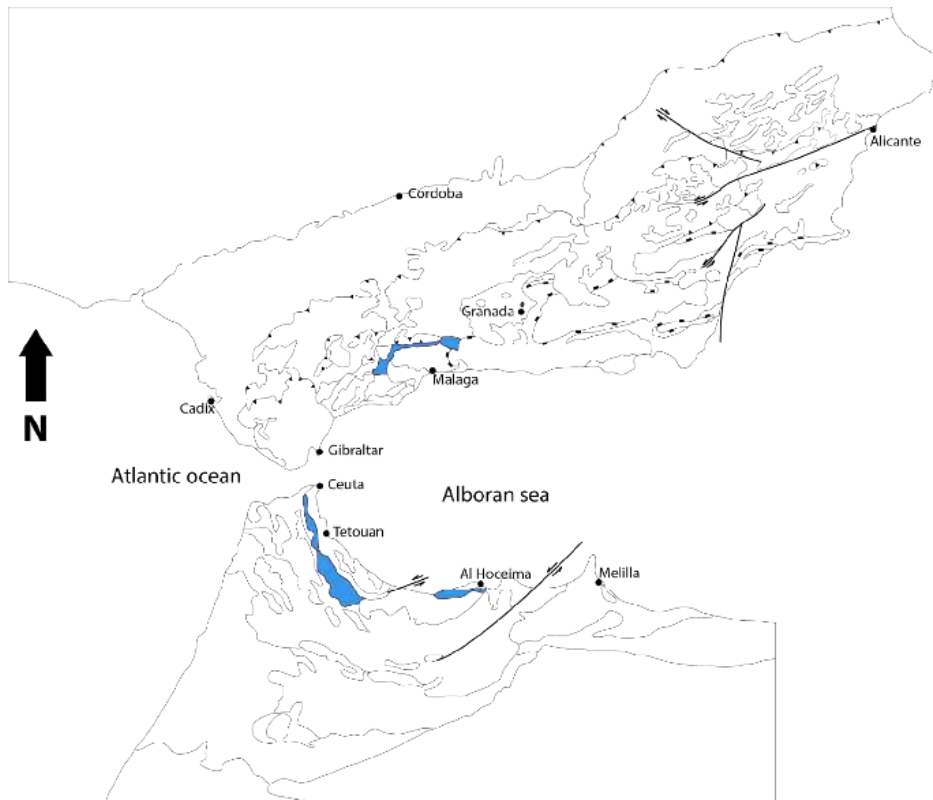 Alicante
Cordoba
Granada
Malaga
N
Cadix
Gibraltar
Atlantic ocean
Ceuta
Alboran sea
Tetouan
Al Hoceima
Melilla